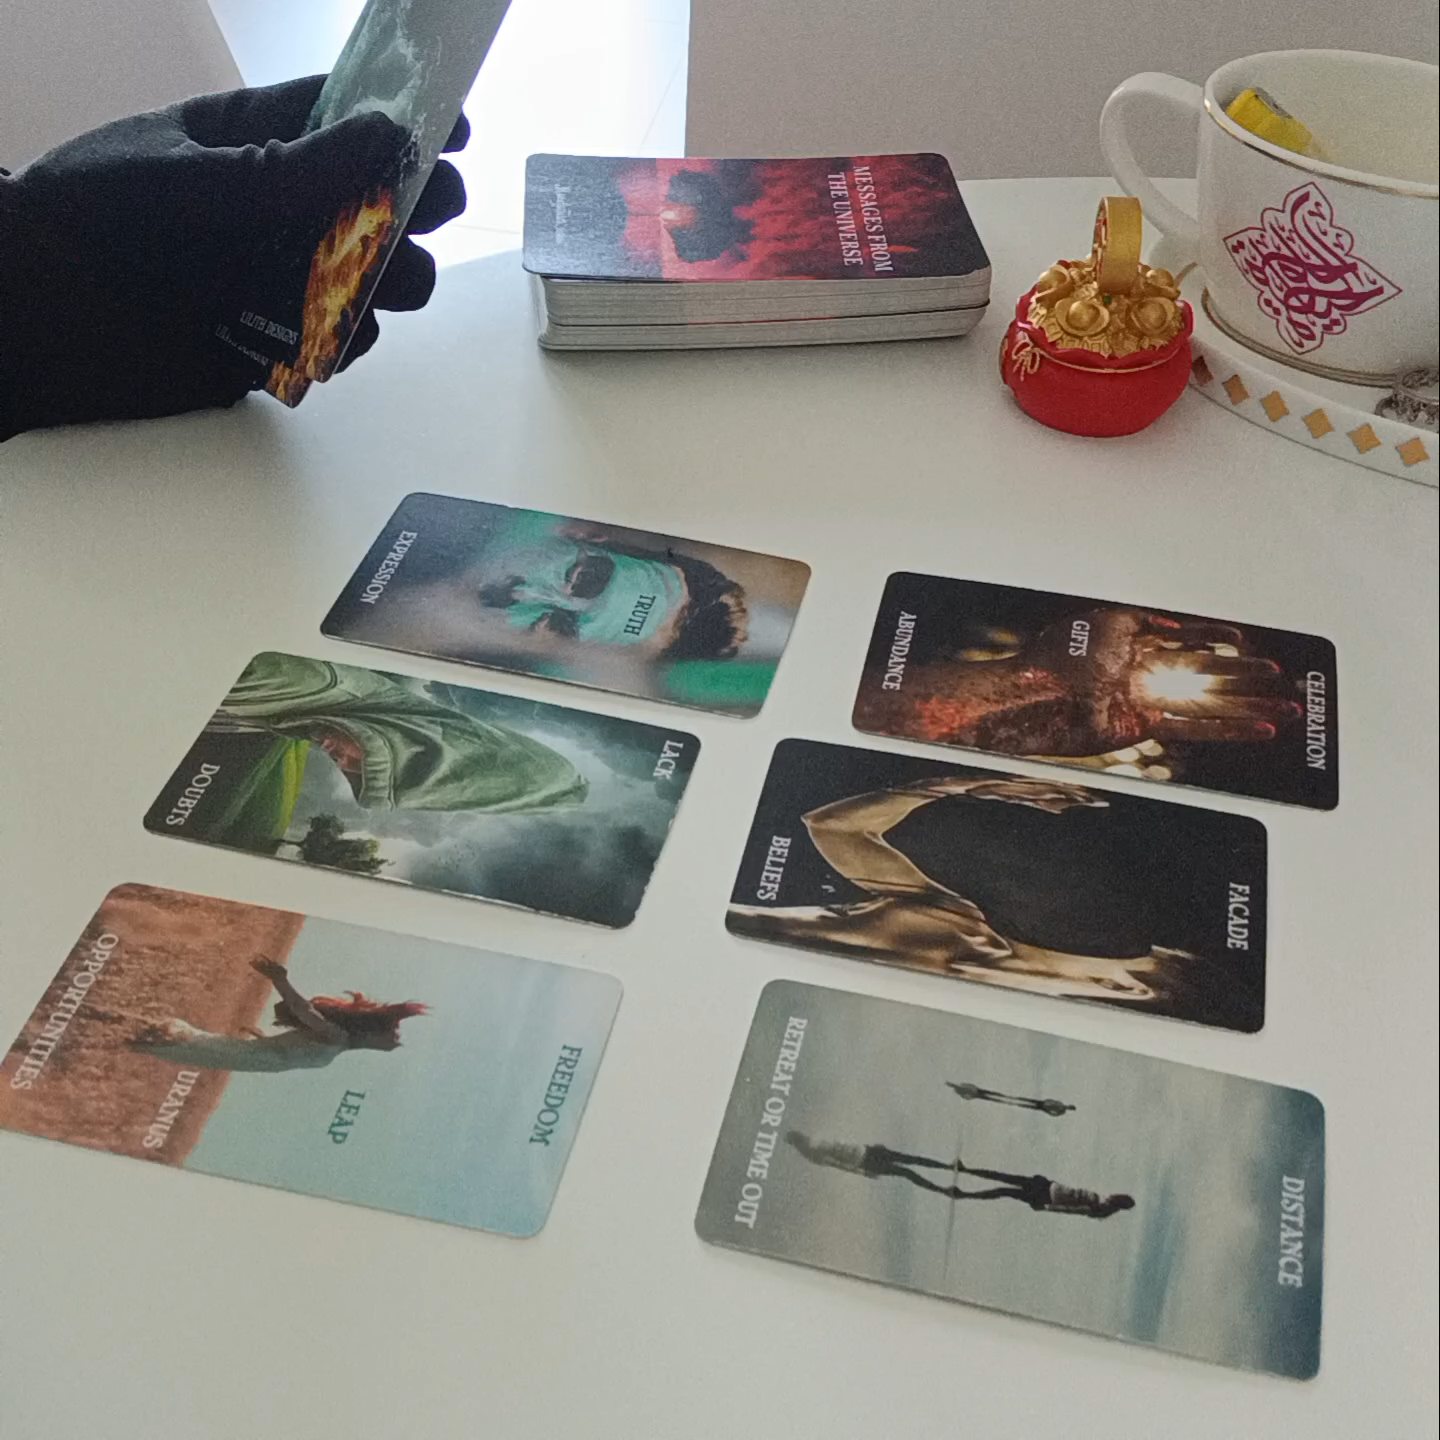 MESSAGES FROM
THE UNIVERSE
LILITH DESIGNS
EXPRESSION
TRUTH
ABUNDANCE
GIFTS
CELEBRATION
DOUBTS
LACK
BELIEFS
FACADE
OPPORTUNITIES
URANUS
LEAP
FREEDOM
RETREAT OR TIME OUT
DISTANCE